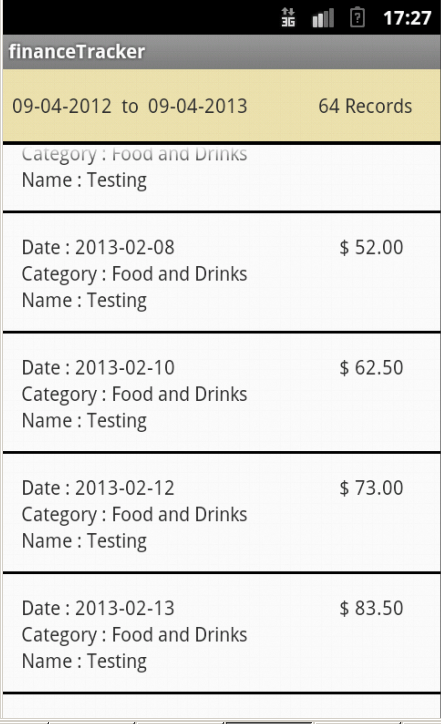 3G 17:27
financeTracker
09-04-2012 to 09-04-2013 64 Records
Category : Food and Drinks
Name : Testing
Date : 2013-02-08 $ 52.00
Category : Food and Drinks
Name : Testing
Date : 2013-02-10 $ 62.50
Category : Food and Drinks
Name : Testing
Date : 2013-02-12 $ 73.00
Category : Food and Drinks
Name : Testing
Date : 2013-02-13 $ 83.50
Category : Food and Drinks
Name : Testing